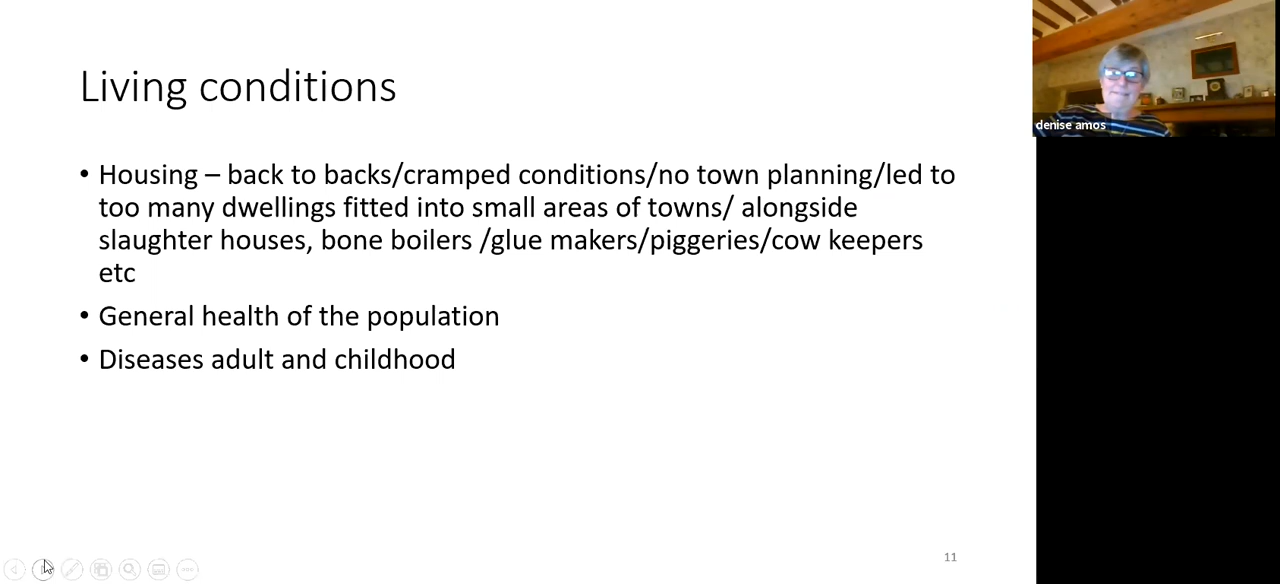 Living conditions
• Housing – back to backs/cramped conditions/no town planning/led to
too many dwellings fitted into small areas of towns/ alongside
slaughter houses, bone boilers /glue makers/piggeries/cow keepers
etc
• General health of the population
• Diseases adult and childhood
11
denise amos